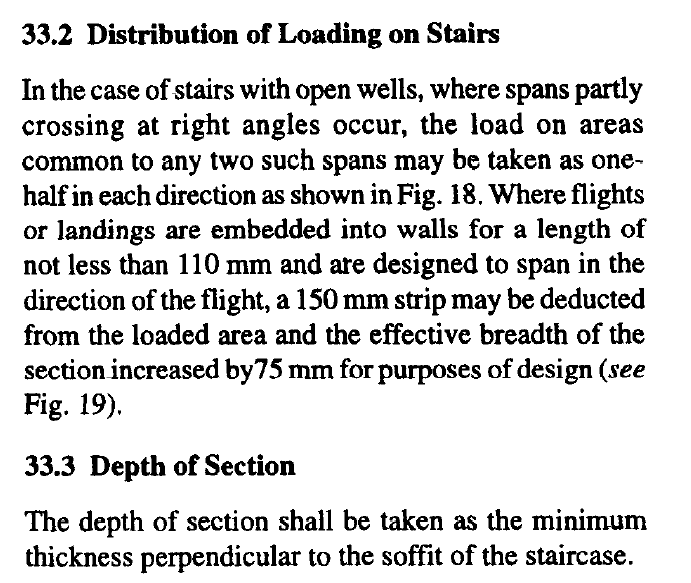 33.2 Distribution of Loading on Stairs
In the case of stairs with open wells, where spans partly
crossing at right angles occur, the load on areas
common to any two such spans may be taken as one-
half in each direction as shown in Fig. 18. Where flights
or landings are embedded into walls for a length of
not less than 110 mm and are designed to span in the
direction of the flight, a 150 mm strip may be deducted
from the loaded area and the effective breadth of the
section increased by75 mm for purposes of design (see
Fig. 19).
33.3 Depth of Section
The depth of section shall be taken as the minimum
thickness perpendicular to the soffit of the staircase.